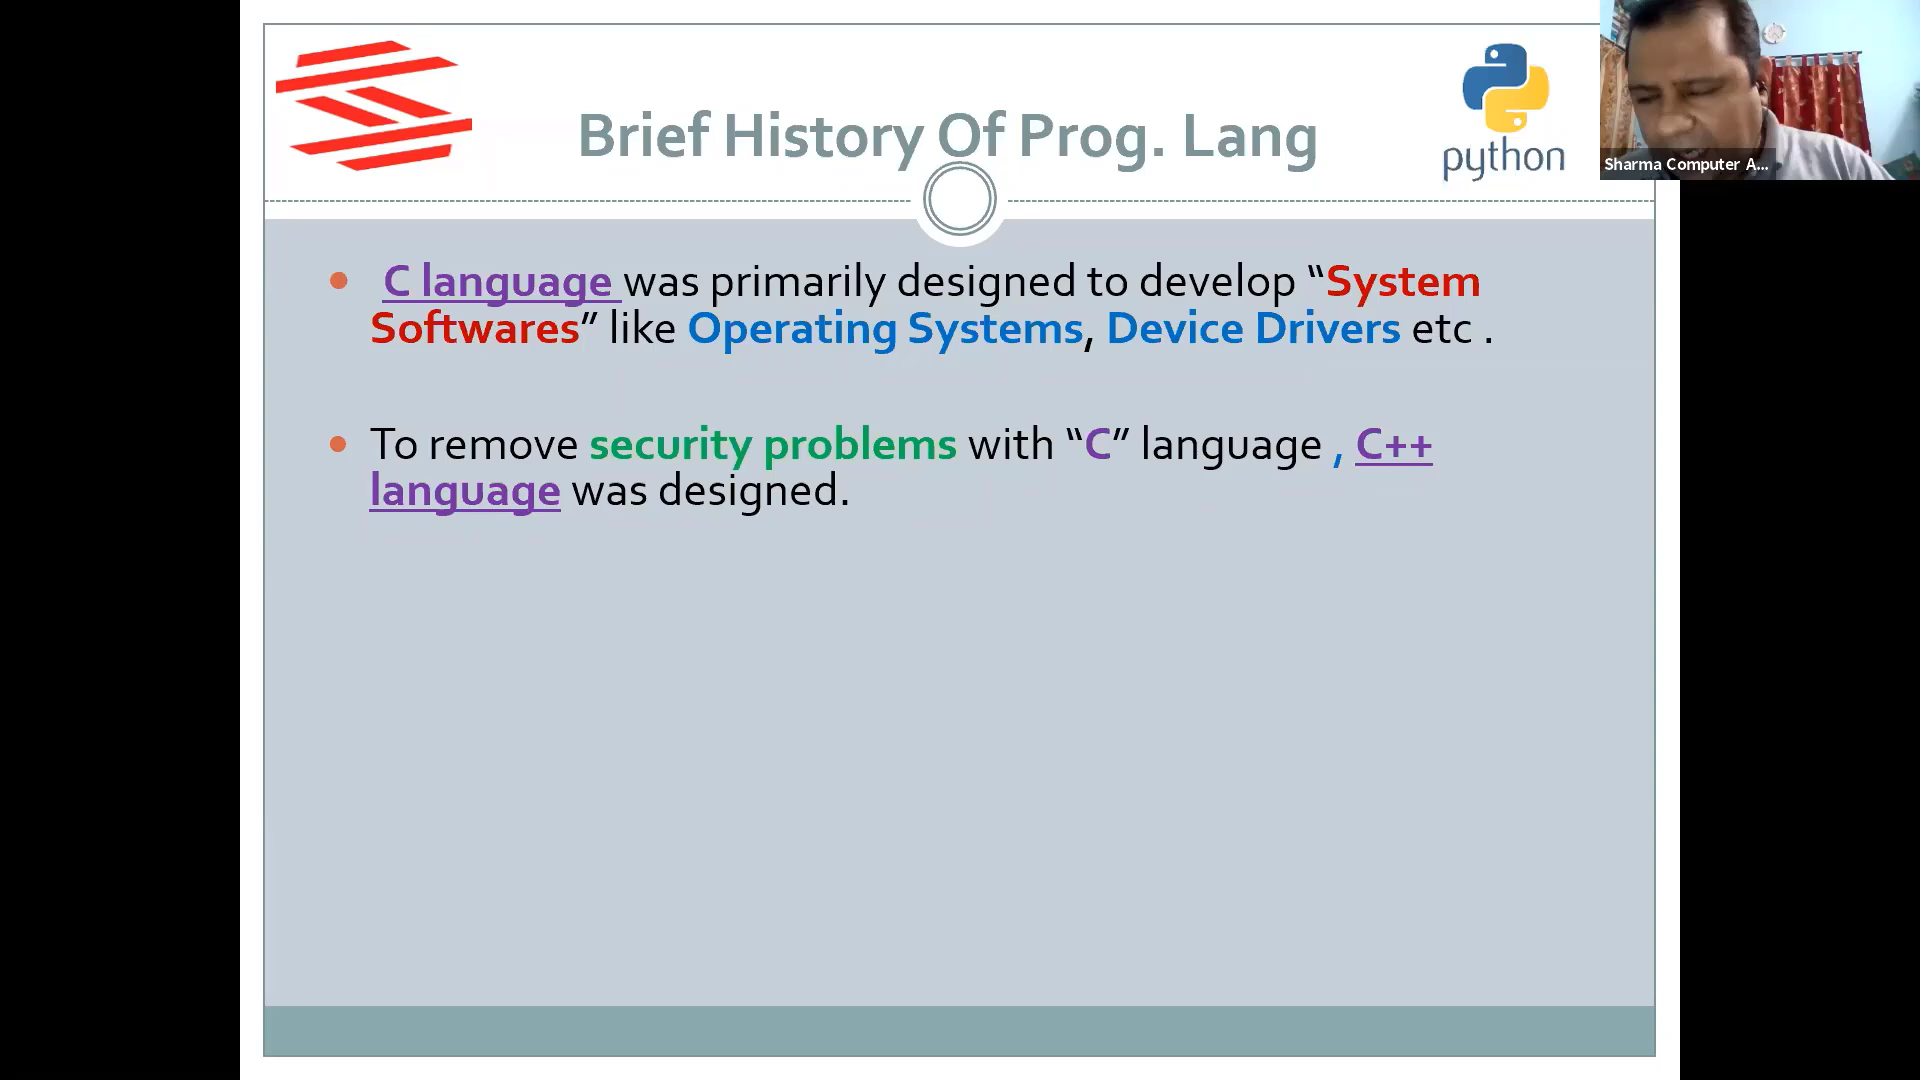 Brief History Of Prog. Lang
python
Sharma Computer A...
C language was primarily designed to develop “System
Softwares” like Operating Systems, Device Drivers etc .
To remove security problems with “C” language , C++
language was designed.